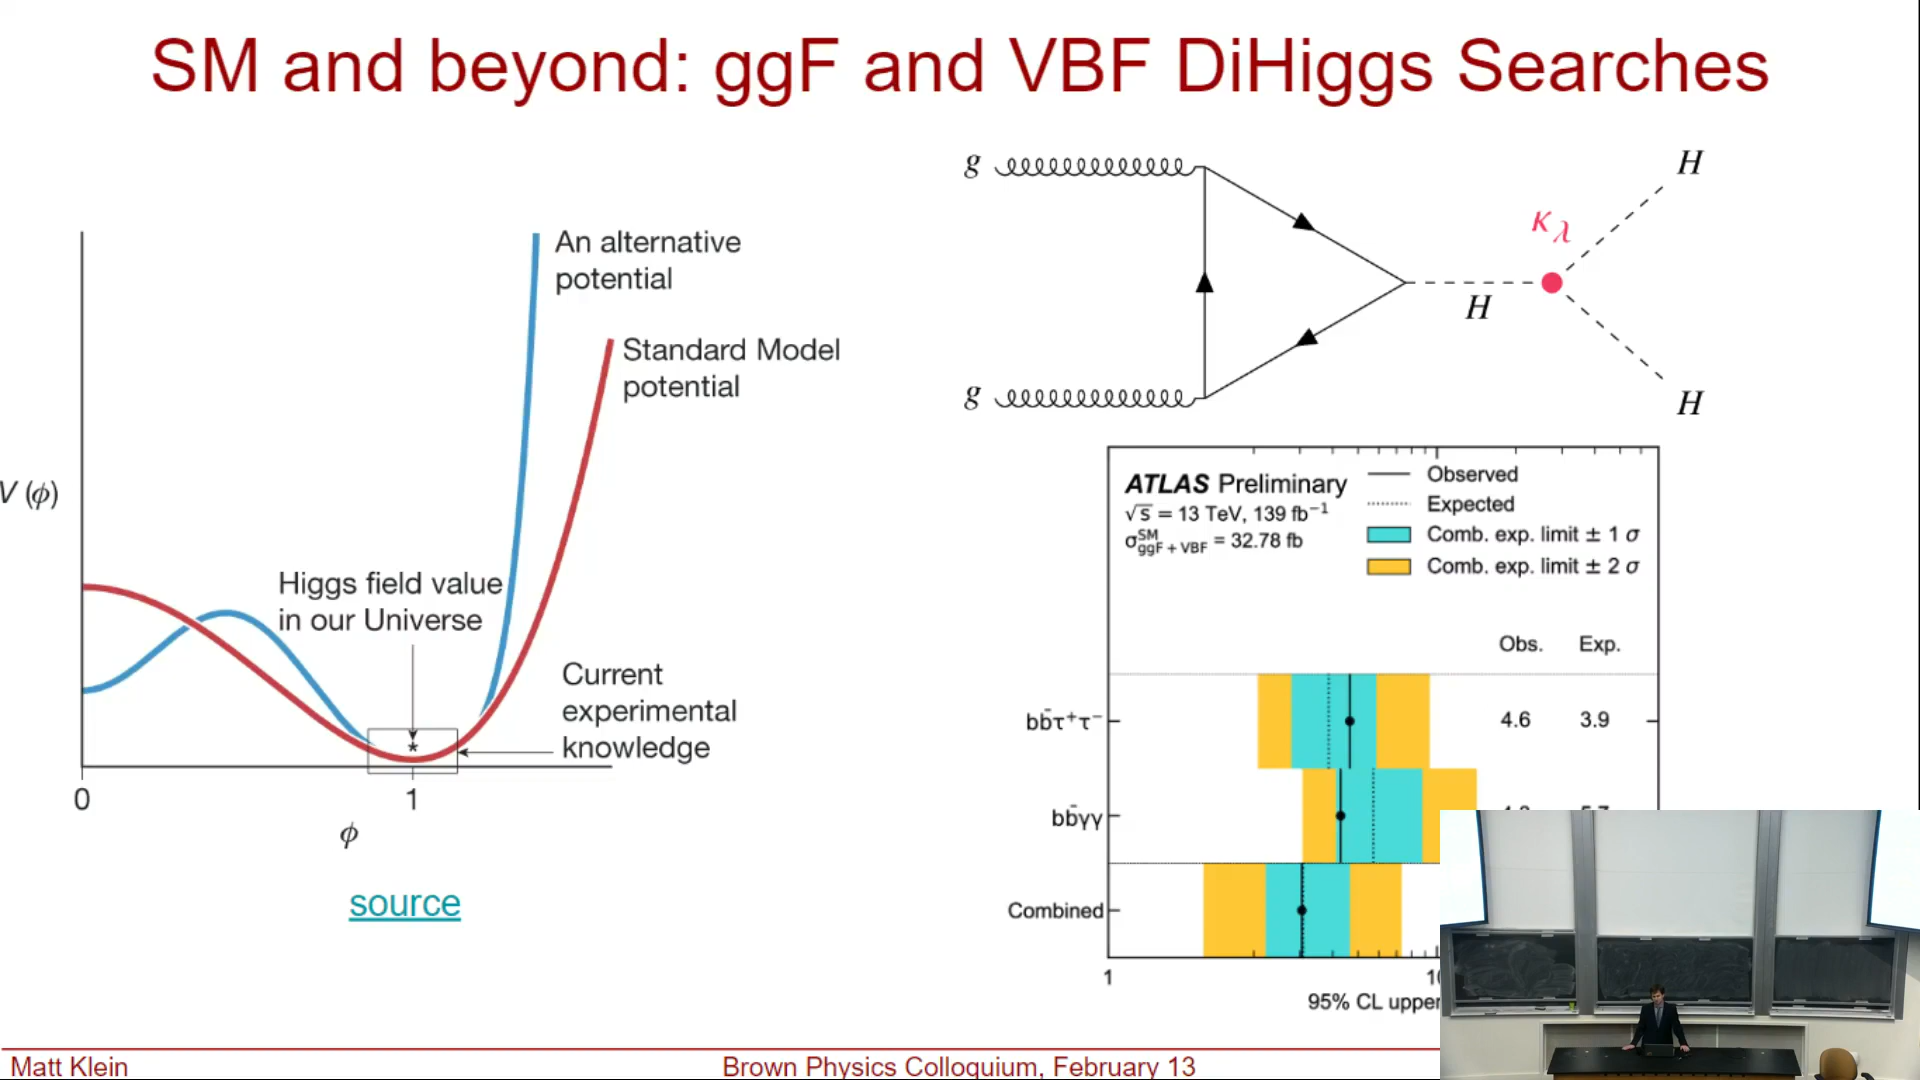 SM and beyond: ggF and VBF DiHiggs Searches
An alternative
potential
Standard Model
potential
V (ϕ)
Higgs field value
in our Universe
*
Current
experimental
knowledge
0
1
ϕ
source
g
g
H
κλ
H
H
ATLAS Preliminary
√s = 13 TeV, 139 fb⁻¹
σ^SM_ggF + VBF = 32.78 fb
Observed
Expected
Comb. exp. limit ± 1 σ
Comb. exp. limit ± 2 σ
Obs. Exp.
bb̄τ⁺τ⁻ 4.6 3.9
bb̄γγ
Combined
1
95% CL upper
Matt Klein
Brown Physics Colloquium, February 13